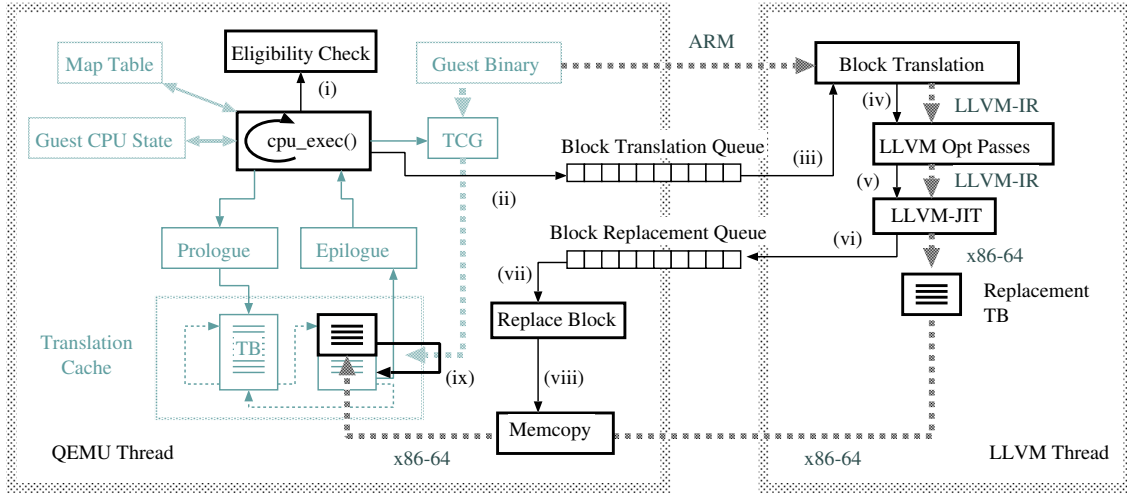 ARM
Eligibility Check
Map Table
Guest Binary
Block Translation
(i)
(iv)
LLVM-IR
Guest CPU State
cpu_exec()
TCG
Block Translation Queue
(iii)
LLVM Opt Passes
(ii)
(v)
LLVM-IR
LLVM-JIT
Prologue
Epilogue
Block Replacement Queue
(vi)
x86-64
(vii)
Replacement
TB
Replace Block
Translation
Cache
TB
(ix)
(viii)
Memcopy
QEMU Thread
x86-64
x86-64
LLVM Thread